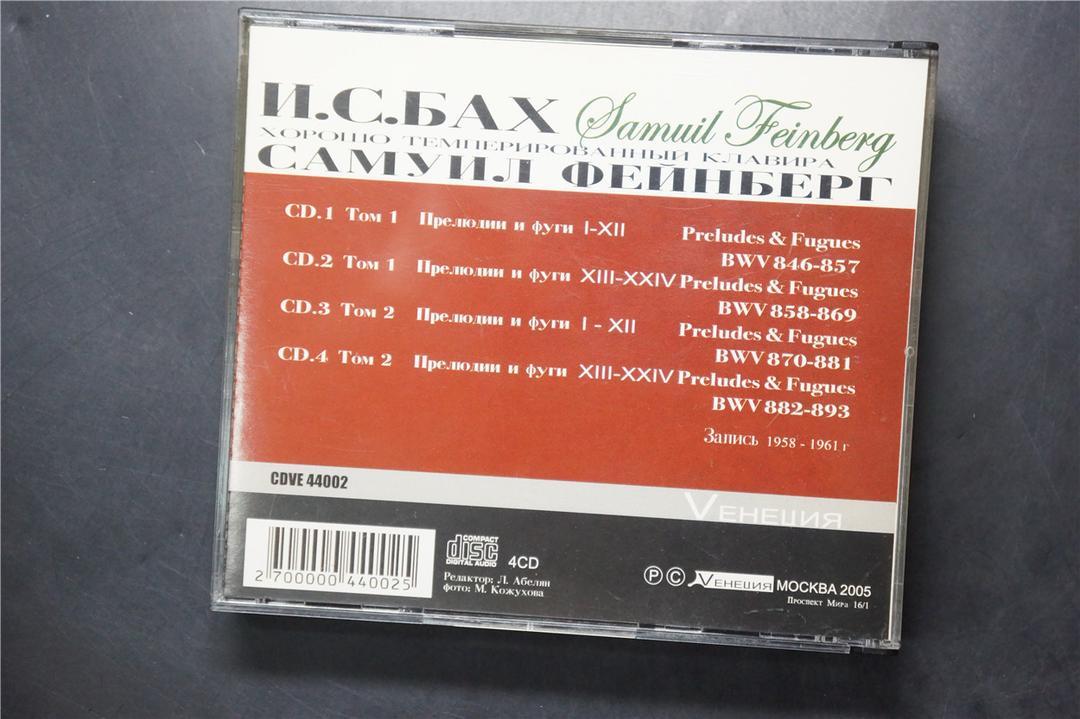 И.С.БАХ Samuil Feinberg
ХОРОШО ТЕМПЕРИРОВАННЫЙ КЛАВИРА
САМУИЛ ФЕЙНБЕРГ
CD.1 Том 1 Прелюдии и фуги I-XII Preludes & Fugues
BWV 846-857
CD.2 Том 1 Прелюдии и фуги XIII-XXIV Preludes & Fugues
BWV 858-869
CD.3 Том 2 Прелюдии и фуги I - XII Preludes & Fugues
BWV 870-881
CD.4 Том 2 Прелюдии и фуги XIII-XXIV Preludes & Fugues
BWV 882-893
Запись 1958 - 1961 г
CDVE 44002
VЕНЕЦИЯ
2 700000 440025
COMPACT
disc
DIGITAL AUDIO
4CD
Редактор: Л. Абелян
фото: М. Кожухова
Ⓟ © VЕНЕЦИЯ МОСКВА 2005
Проспект Мира 16/1